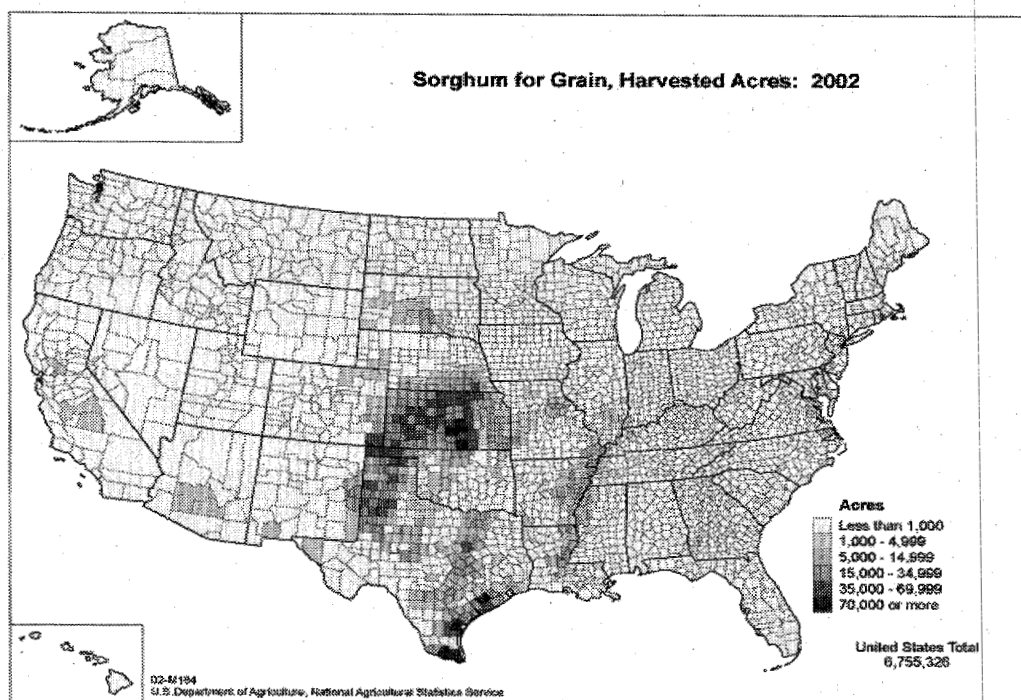 Sorghum for Grain, Harvested Acres: 2002
Acres
Less than 1,000
1,000 - 4,999
5,000 - 14,999
15,000 - 34,999
35,000 - 69,999
70,000 or more
United States Total
6,755,326
02-M184
U.S. Department of Agriculture, National Agricultural Statistics Service